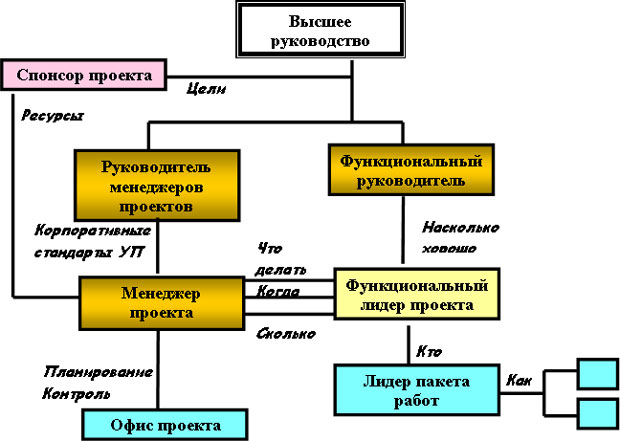 Высшее
руководство
Спонсор проекта
Цели
Ресурсы
Руководитель
менеджеров
проектов
Функциональный
руководитель
Корпоративные
стандарты УП
Насколько
хорошо
Что
делать
Когда
Сколько
Менеджер
проекта
Функциональный
лидер проекта
Планирование
Контроль
Кто
Лидер пакета
работ
Как
Офис проекта